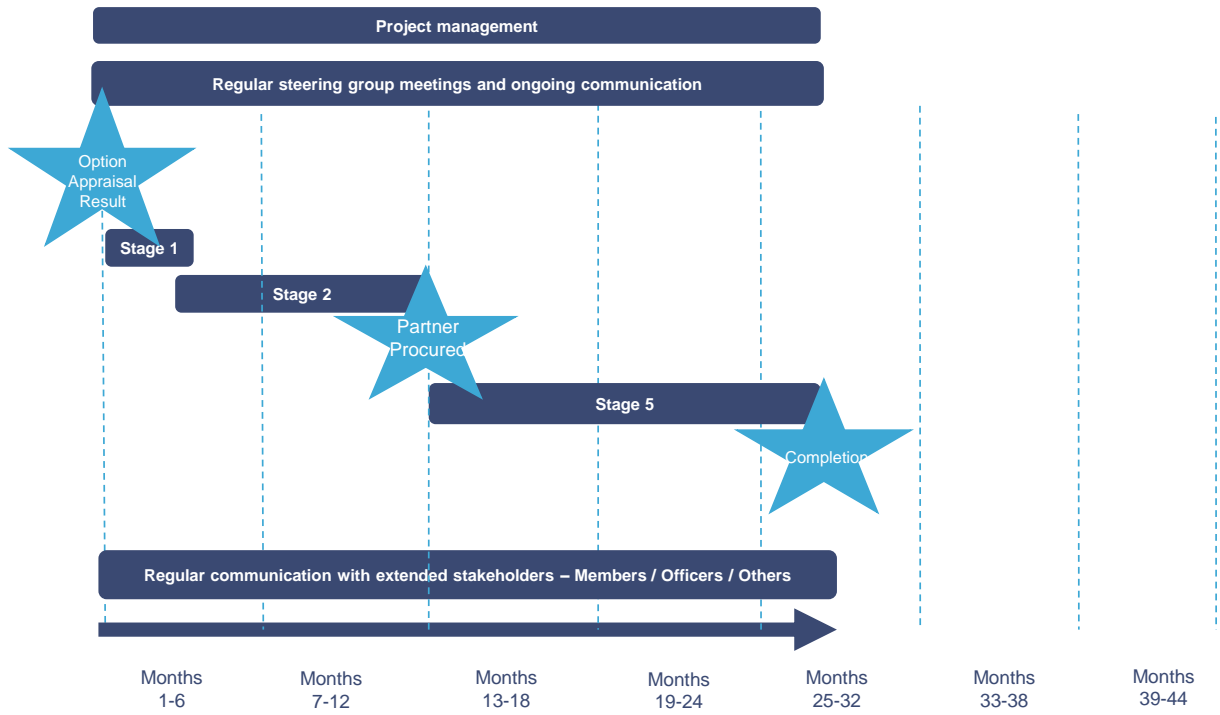 Project management
Regular steering group meetings and ongoing communication
Option
Appraisal
Result
Stage 1
Stage 2
Partner
Procured
Stage 5
Completion
Regular communication with extended stakeholders – Members / Officers / Others
Months
1-6
Months
7-12
Months
13-18
Months
19-24
Months
25-32
Months
33-38
Months
39-44